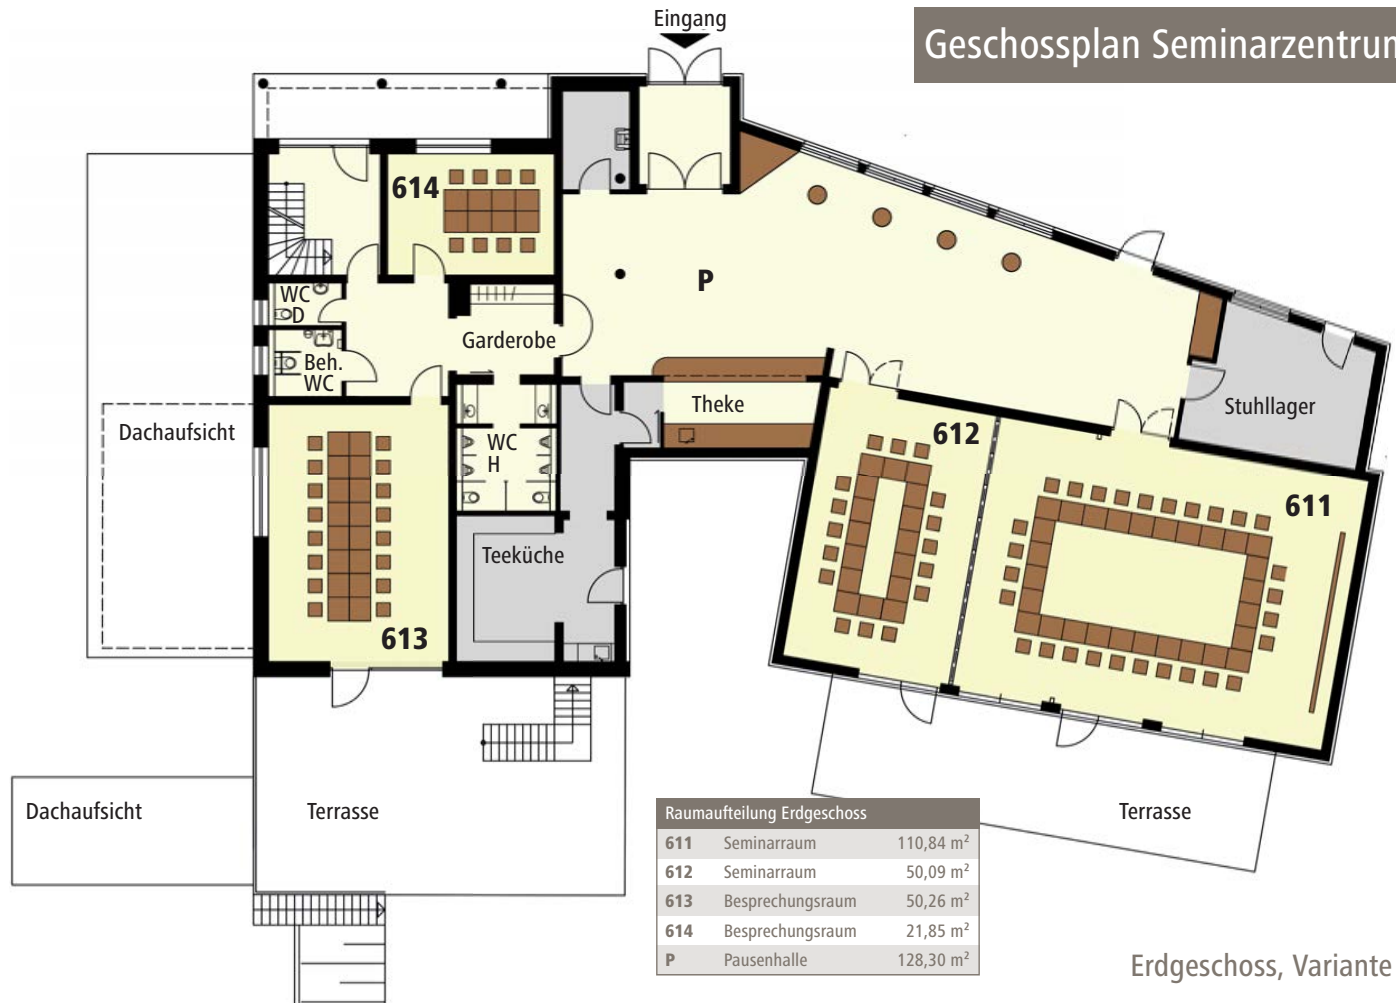 Eingang
Geschossplan Seminarzentrum
614
P
WC
D
Garderobe
Beh.
WC
Theke
Stuhllager
Dachaufsicht
WC
H
612
611
Teeküche
613
Dachaufsicht
Terrasse
Terrasse
Raumaufteilung Erdgeschoss
611 Seminarraum 110,84 m²
612 Seminarraum 50,09 m²
613 Besprechungsraum 50,26 m²
614 Besprechungsraum 21,85 m²
P Pausenhalle 128,30 m²
Erdgeschoss, Variante